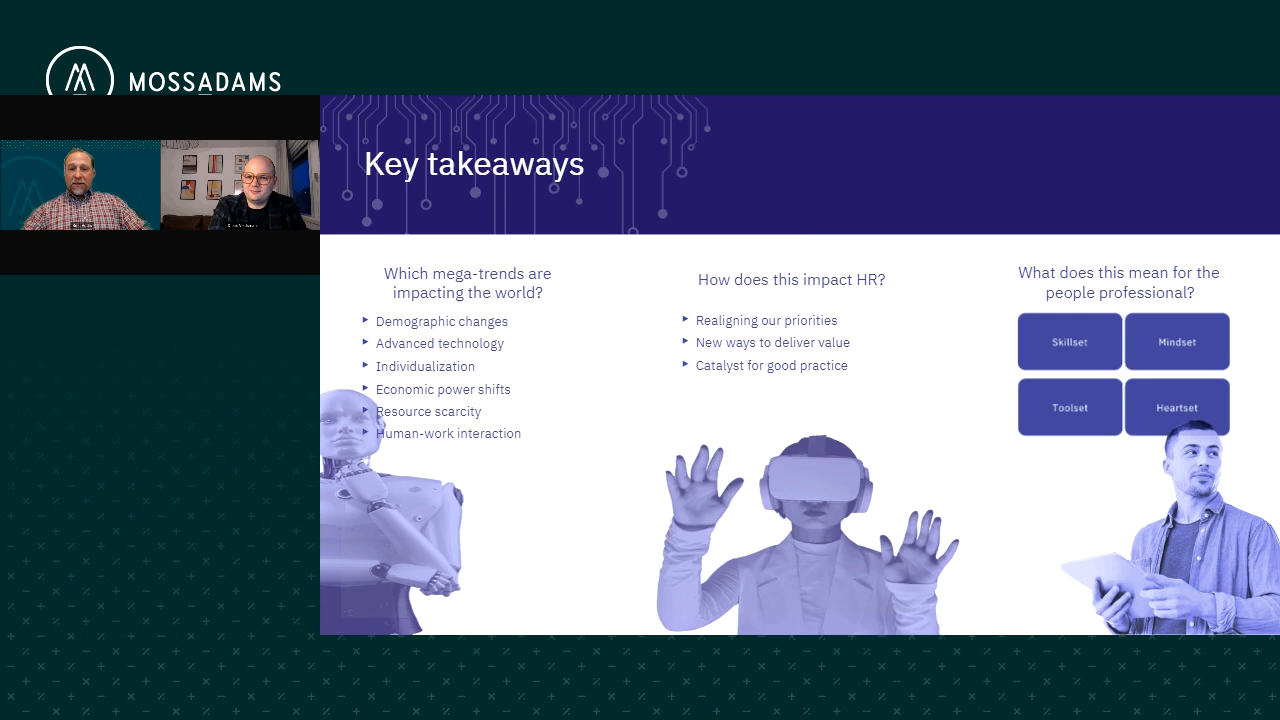 MOSSADAMS
Key takeaways
Which mega-trends are
impacting the world?
Demographic changes
Advanced technology
Individualization
Economic power shifts
Resource scarcity
Human-work interaction
How does this impact HR?
Realigning our priorities
New ways to deliver value
Catalyst for good practice
What does this mean for the
people professional?
Skillset
Mindset
Toolset
Heartset